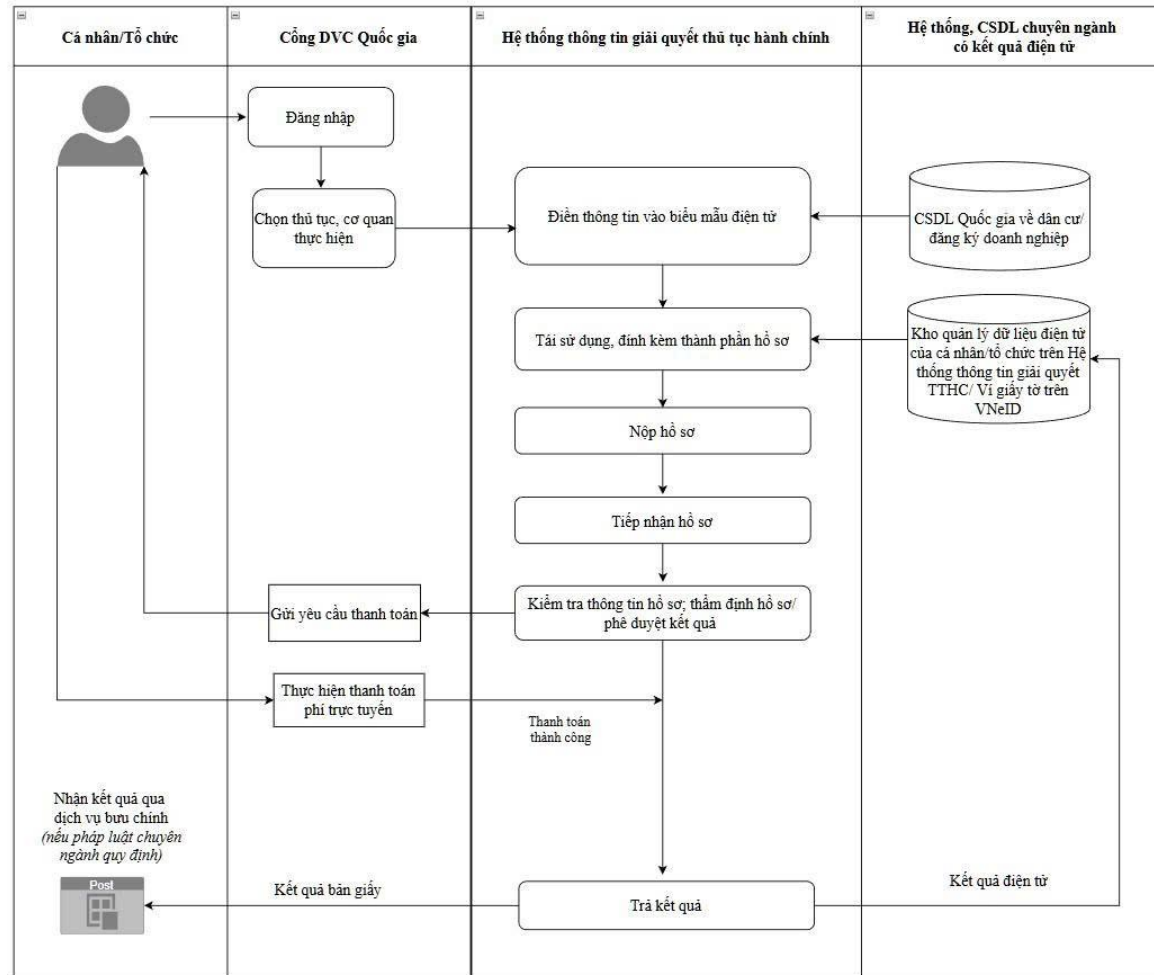 Cá nhân/Tổ chức
Cổng DVC Quốc gia
Hệ thống thông tin giải quyết thủ tục hành chính
Hệ thống, CSDL chuyên ngành
có kết quả điện tử
Đăng nhập
Chọn thủ tục, cơ quan
thực hiện
Điền thông tin vào biểu mẫu điện tử
CSDL Quốc gia về dân cư/
đăng ký doanh nghiệp
Tái sử dụng, đính kèm thành phần hồ sơ
Kho quản lý dữ liệu điện tử
của cá nhân/tổ chức trên Hệ
thống thông tin giải quyết
TTHC/ Ví giấy tờ trên
VNeID
Nộp hồ sơ
Tiếp nhận hồ sơ
Kiểm tra thông tin hồ sơ; thẩm định hồ sơ/
phê duyệt kết quả
Gửi yêu cầu thanh toán
Thực hiện thanh toán
phí trực tuyến
Thanh toán
thành công
Nhận kết quả qua
dịch vụ bưu chính
(nếu pháp luật chuyên
ngành quy định)
Post
Kết quả bản giấy
Trả kết quả
Kết quả điện tử